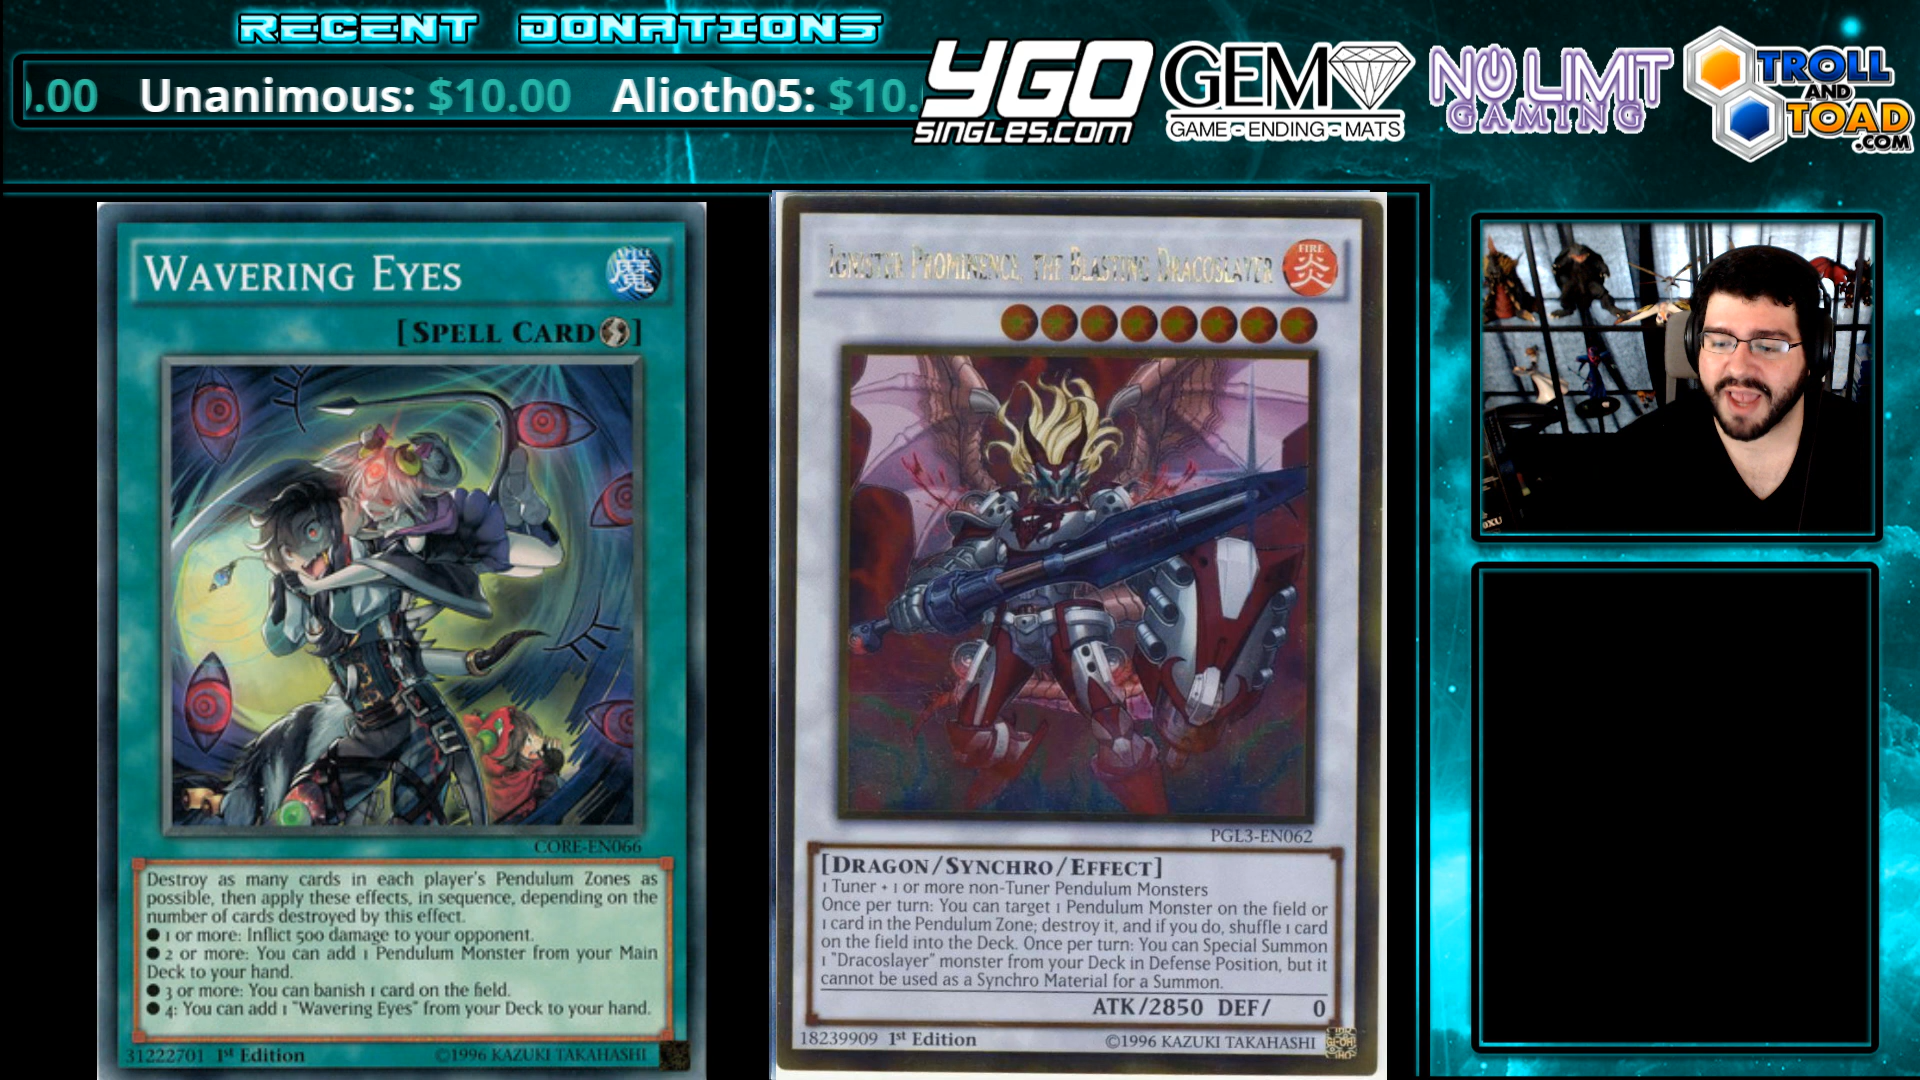 RECENT DONATIONS
.00 Unanimous: $10.00 Alioth05: $10.
YGO
SINGLES.COM
GEM
GAME-ENDING-MATS
NO LIMIT
GAMING
TROLL
AND
TOAD
.COM
WAVERING EYES
魔
[SPELL CARD]
CORE-EN066
Destroy as many cards in each player's Pendulum Zones as
possible, then apply these effects, in sequence, depending on the
number of cards destroyed by this effect.
● 1 or more: Inflict 500 damage to your opponent.
● 2 or more: You can add 1 Pendulum Monster from your Main
Deck to your hand.
● 3 or more: You can banish 1 card on the field.
● 4: You can add 1 "Wavering Eyes" from your Deck to your hand.
31222701 1st Edition ©1996 KAZUKI TAKAHASHI
IGNISTER PROMINENCE, THE BLASTING DRACOSLAYER
FIRE
炎
PGL3-EN062
[DRAGON/SYNCHRO/EFFECT]
1 Tuner + 1 or more non-Tuner Pendulum Monsters
Once per turn: You can target 1 Pendulum Monster on the field or
1 card in the Pendulum Zone; destroy it, and if you do, shuffle 1 card
on the field into the Deck. Once per turn: You can Special Summon
1 "Dracoslayer" monster from your Deck in Defense Position, but it
cannot be used as a Synchro Material for a Summon.
ATK/2850 DEF/ 0
18239909 1st Edition ©1996 KAZUKI TAKAHASHI